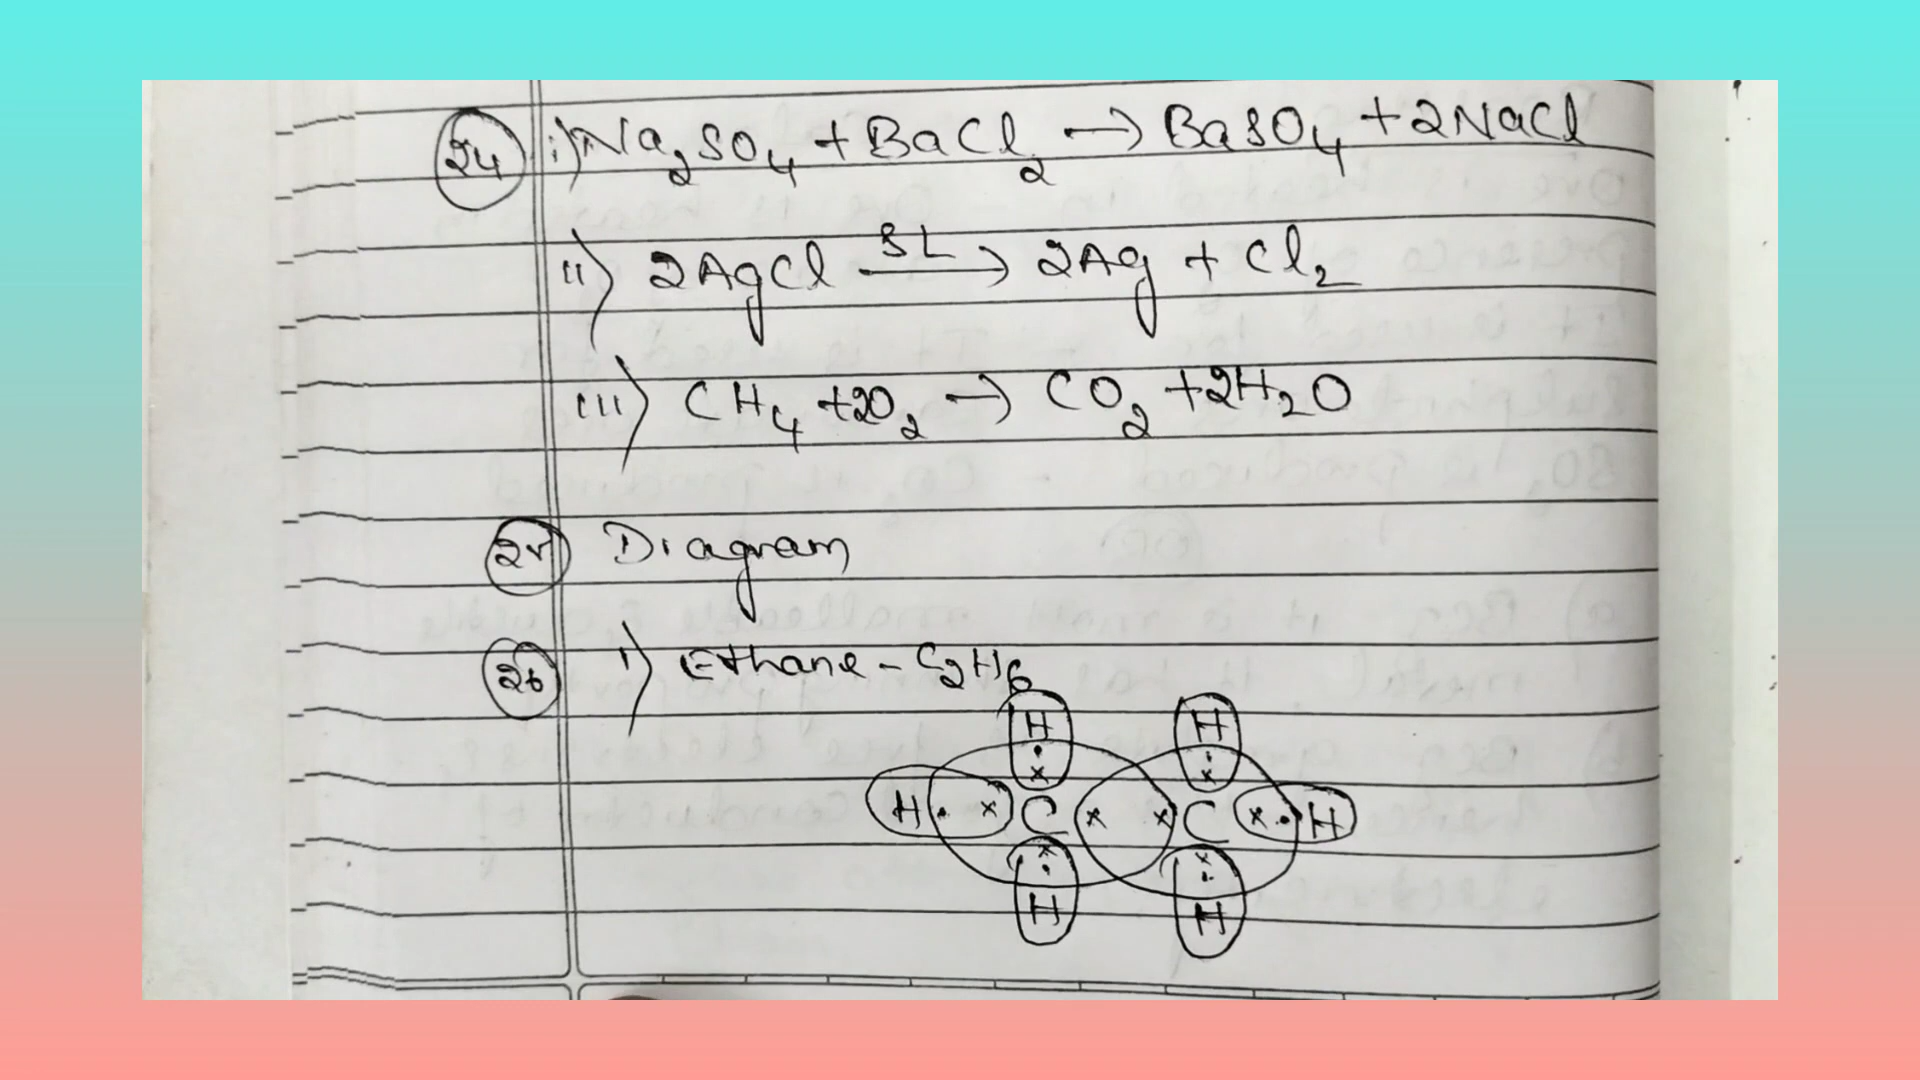 24 i) Na₂SO₄ + BaCl₂ → BaSO₄ + 2NaCl
ii) 2AgCl —SL→ 2Ag + Cl₂
iii) CH₄ + 2O₂ → CO₂ + 2H₂O
25 Diagram
26 i) Ethane - C₂H₆
H H
H C C H
H H